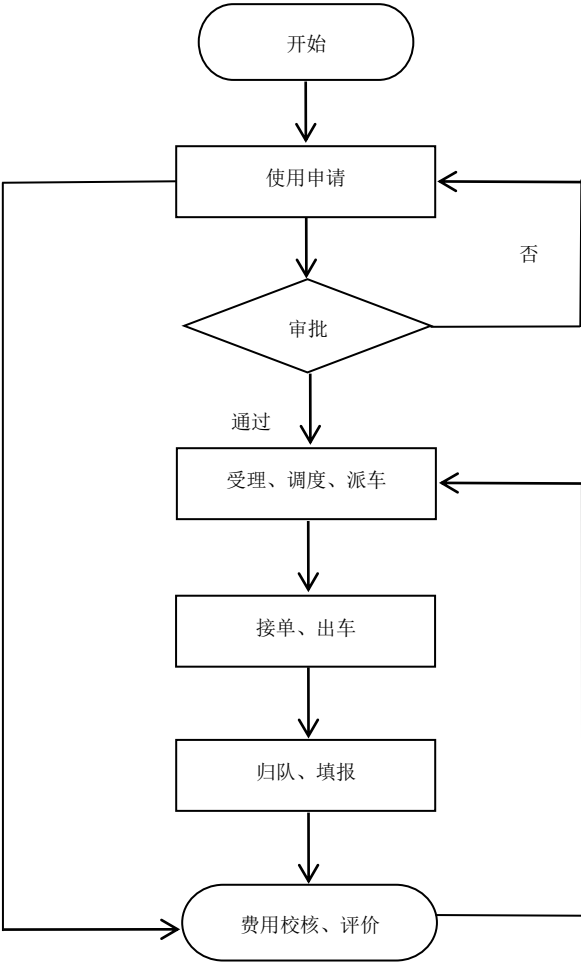 开始
使用申请
否
审批
通过
受理、调度、派车
接单、出车
归队、填报
费用校核、评价